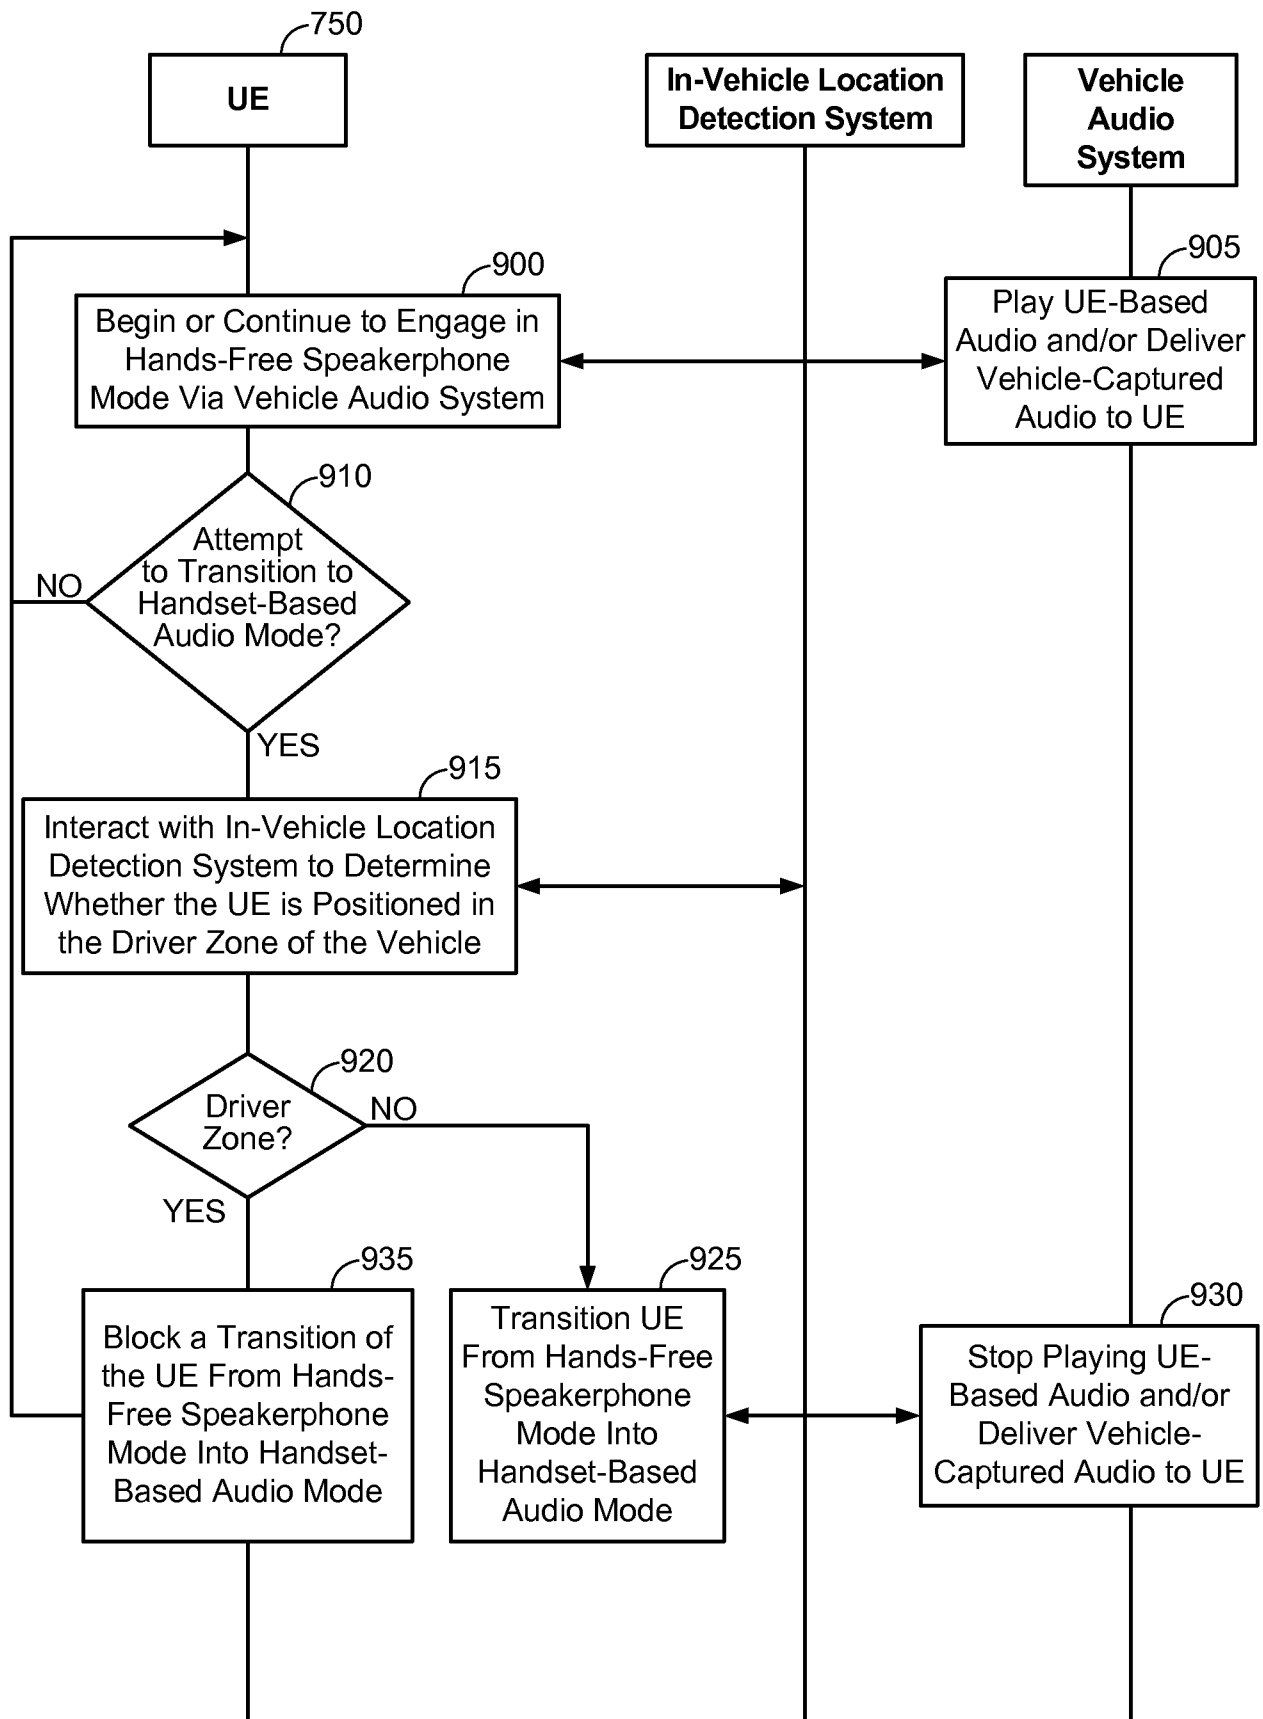 750
UE
In-Vehicle Location
Detection System
Vehicle
Audio
System
900
Begin or Continue to Engage in
Hands-Free Speakerphone
Mode Via Vehicle Audio System
905
Play UE-Based
Audio and/or Deliver
Vehicle-Captured
Audio to UE
910
Attempt
to Transition to
Handset-Based
Audio Mode?
NO
YES
915
Interact with In-Vehicle Location
Detection System to Determine
Whether the UE is Positioned in
the Driver Zone of the Vehicle
920
Driver
Zone?
NO
YES
935
Block a Transition of
the UE From Hands-
Free Speakerphone
Mode Into Handset-
Based Audio Mode
925
Transition UE
From Hands-Free
Speakerphone
Mode Into
Handset-Based
Audio Mode
930
Stop Playing UE-
Based Audio and/or
Deliver Vehicle-
Captured Audio to UE